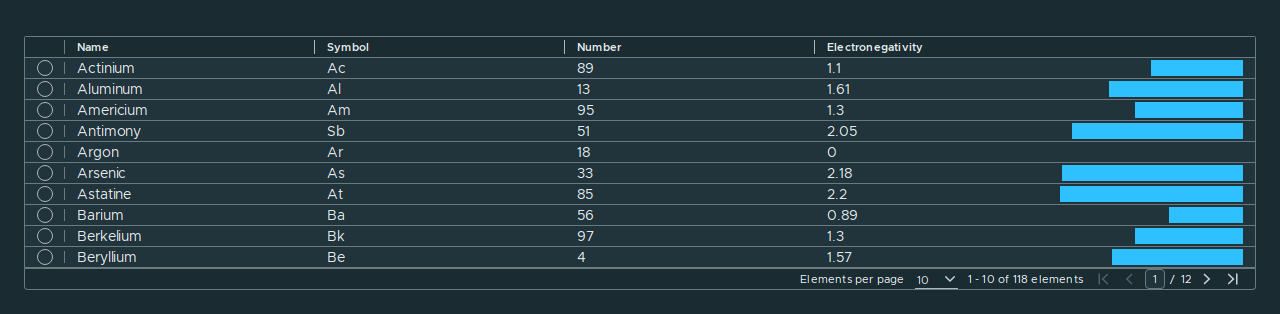 Name Symbol Number Electronegativity
Actinium Ac 89 1.1
Aluminum Al 13 1.61
Americium Am 95 1.3
Antimony Sb 51 2.05
Argon Ar 18 0
Arsenic As 33 2.18
Astatine At 85 2.2
Barium Ba 56 0.89
Berkelium Bk 97 1.3
Beryllium Be 4 1.57
Elements per page 10 1 - 10 of 118 elements 1 / 12